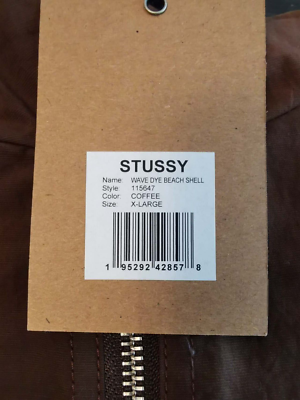 STUSSY
Name: WAVE DYE BEACH SHELL
Style: 115647
Color: COFFEE
Size: X-LARGE
1 95292 42857 8